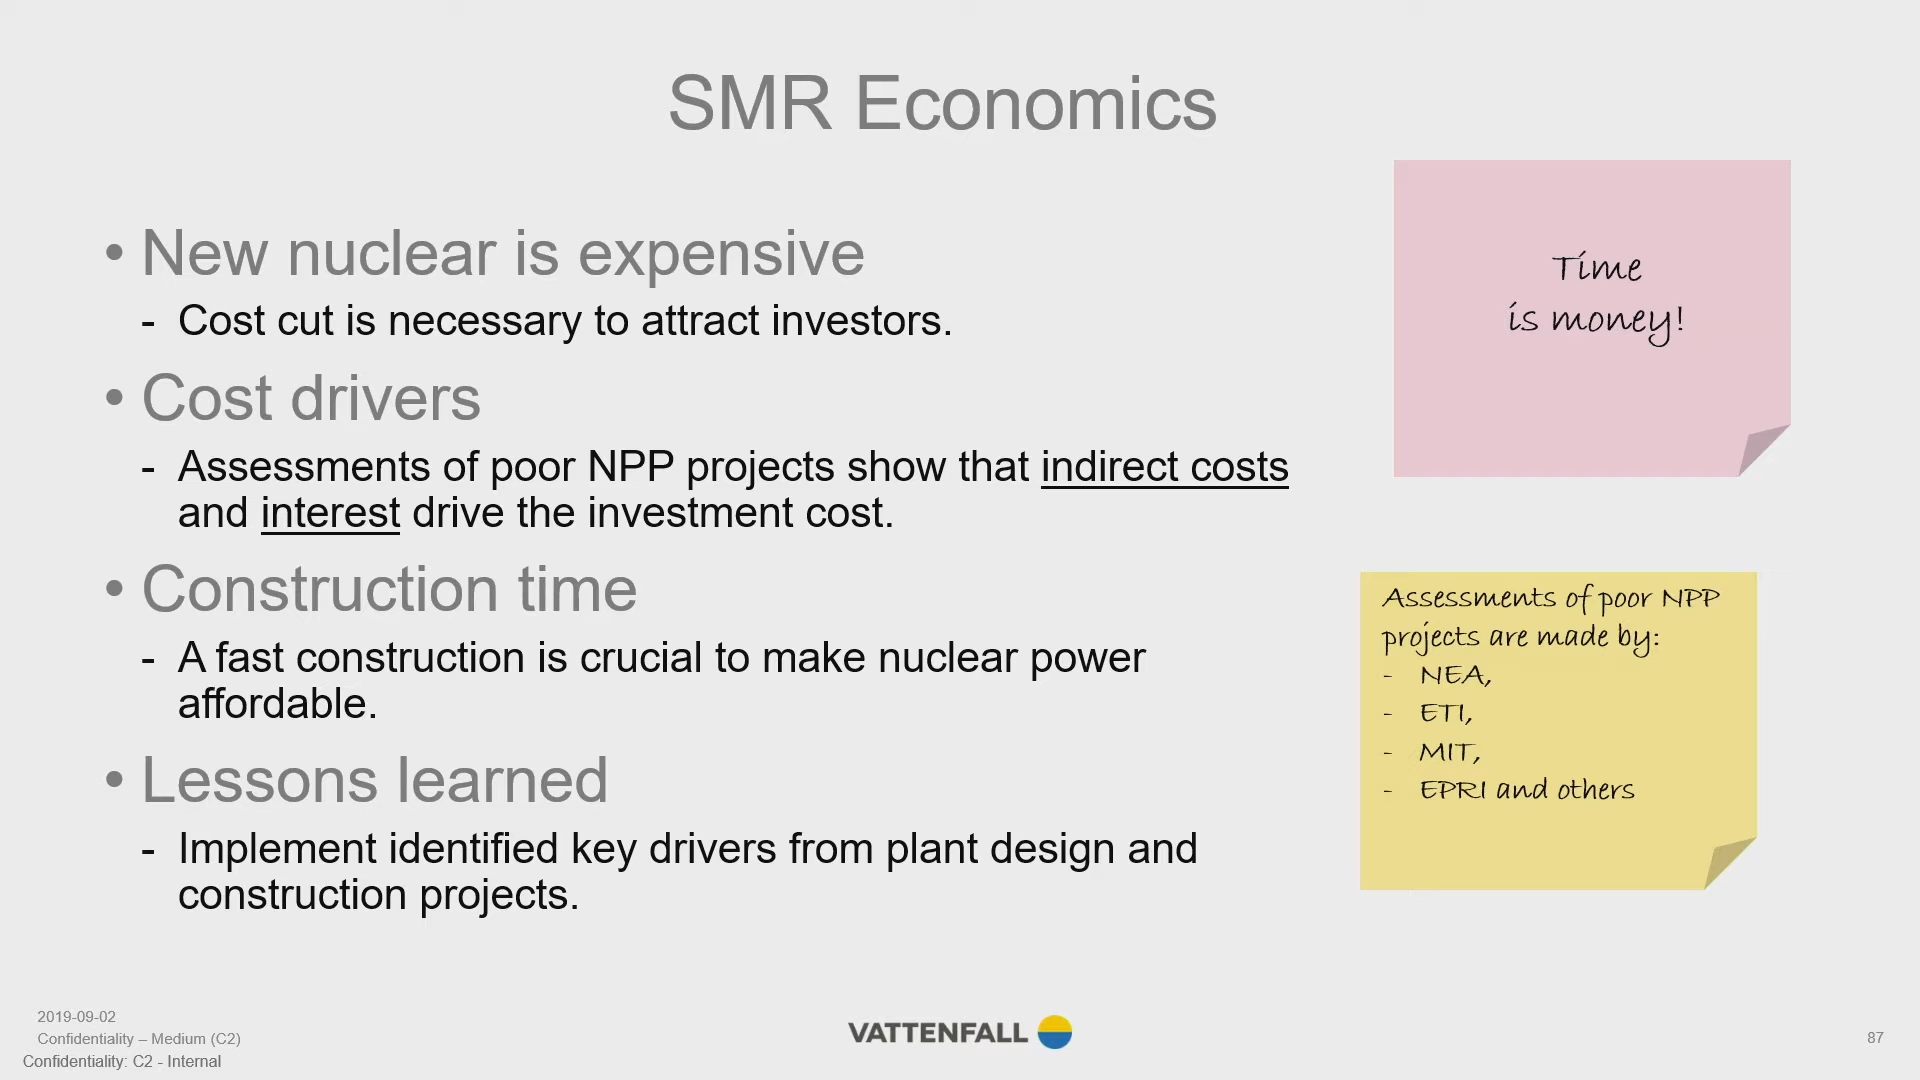 SMR Economics
• New nuclear is expensive
- Cost cut is necessary to attract investors.
• Cost drivers
- Assessments of poor NPP projects show that indirect costs
and interest drive the investment cost.
• Construction time
- A fast construction is crucial to make nuclear power
affordable.
• Lessons learned
- Implement identified key drivers from plant design and
construction projects.
Time
is money!
Assessments of poor NPP
projects are made by:
- NEA,
- ETI,
- MIT,
- EPRI and others
2019-09-02
Confidentiality – Medium (C2)
Confidentiality: C2 - Internal
VATTENFALL
87